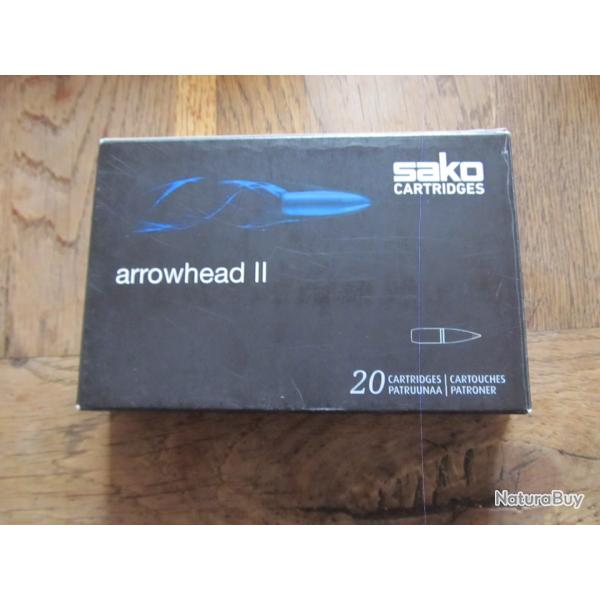 sako
CARTRIDGES
arrowhead II
20 CARTRIDGES | CARTOUCHES
PATRUUNAA | PATRONER
NaturaBuy